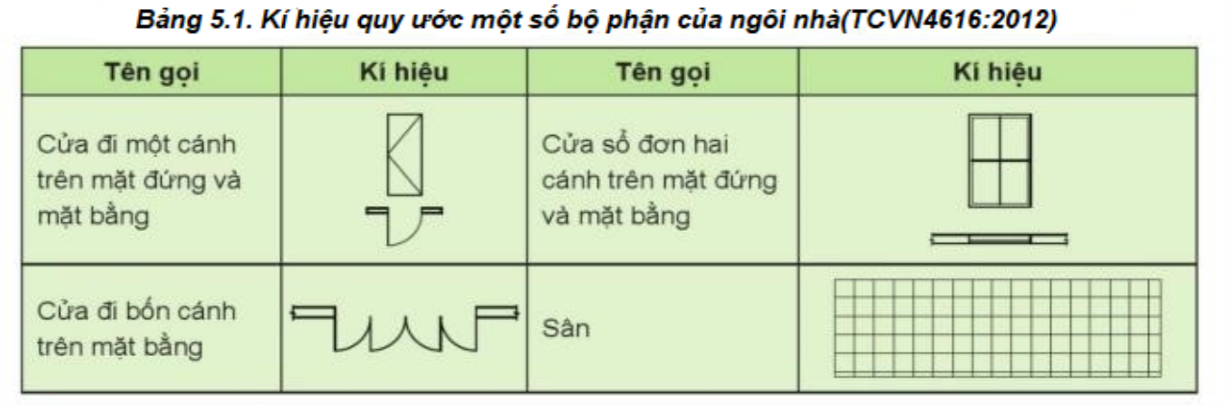 Bảng 5.1. Kí hiệu quy ước một số bộ phận của ngôi nhà(TCVN4616:2012)
Tên gọi
Kí hiệu
Tên gọi
Kí hiệu
Cửa đi một cánh
trên mặt đứng và
mặt bằng
Cửa sổ đơn hai
cánh trên mặt đứng
và mặt bằng
Cửa đi bốn cánh
trên mặt bằng
Sân